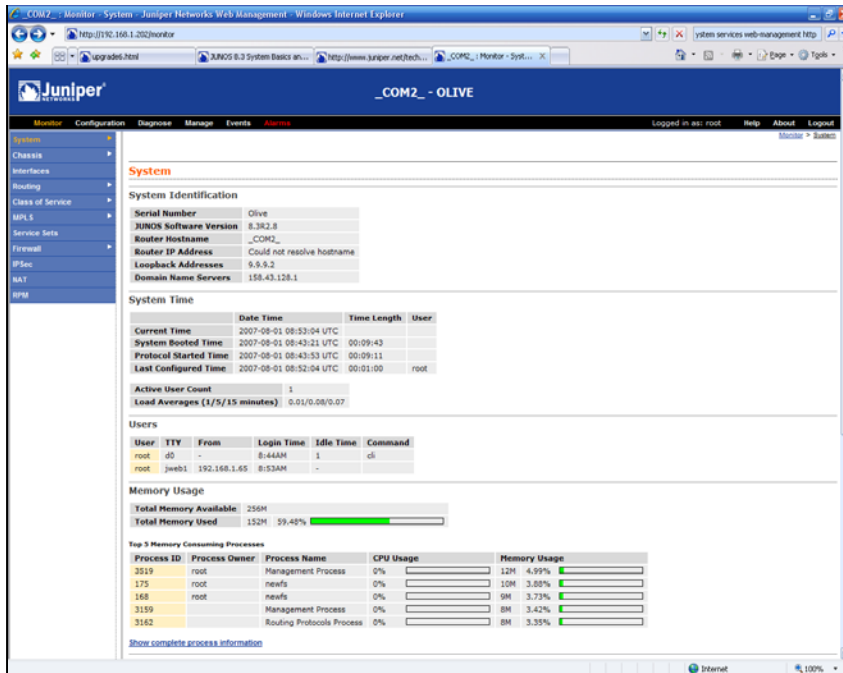 _COM2_ : Monitor - System - Juniper Networks Web Management - Windows Internet Explorer
http://192.168.1.202/monitor
ystem services web-management http
upgrade6.html
JUNOS 8.3 System Basics an...
http://www.juniper.net/tech...
_COM2_ : Monitor - Syst...
Page
Tools
Juniper
NETWORKS
_COM2_ - OLIVE
Monitor Configuration Diagnose Manage Events Alarms Logged in as: root Help About Logout
Monitor > System
System
Chassis
Interfaces
Routing
Class of Service
MPLS
Service Sets
Firewall
IPSec
NAT
RPM
System
System Identification
Serial Number Olive
JUNOS Software Version 8.3R2.8
Router Hostname _COM2_
Router IP Address Could not resolve hostname
Loopback Addresses 9.9.9.2
Domain Name Servers 158.43.128.1
System Time
Date Time Time Length User
Current Time 2007-08-01 08:53:04 UTC
System Booted Time 2007-08-01 08:43:21 UTC 00:09:43
Protocol Started Time 2007-08-01 08:43:53 UTC 00:09:11
Last Configured Time 2007-08-01 08:52:04 UTC 00:01:00 root
Active User Count 1
Load Averages (1/5/15 minutes) 0.01/0.08/0.07
Users
User TTY From Login Time Idle Time Command
root d0 - 8:44AM 1 cli
root jweb1 192.168.1.65 8:53AM -
Memory Usage
Total Memory Available 256M
Total Memory Used 152M 59.48%
Top 5 Memory Consuming Processes
Process ID Process Owner Process Name CPU Usage Memory Usage
3519 root Management Process 0% 12M 4.99%
175 root newfs 0% 10M 3.88%
168 root newfs 0% 9M 3.73%
3159 Management Process 0% 8M 3.42%
3162 Routing Protocols Process 0% 8M 3.35%
Show complete process information
Internet
100%